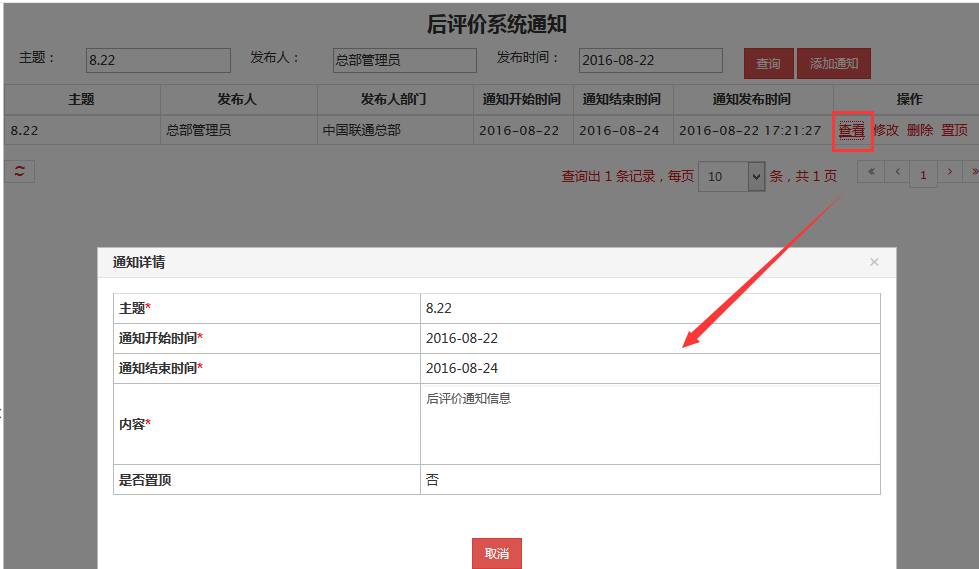 后评价系统通知
主题： 8.22 发布人： 总部管理员 发布时间： 2016-08-22 查询 添加通知
主题 发布人 发布人部门 通知开始时间 通知结束时间 通知发布时间 操作
8.22 总部管理员 中国联通总部 2016-08-22 2016-08-24 2016-08-22 17:21:27 查看 修改 删除 置顶
查询出 1 条记录，每页 10 条，共 1 页 « ‹ 1 › »
通知详情 ×
主题* 8.22
通知开始时间* 2016-08-22
通知结束时间* 2016-08-24
内容* 后评价通知信息
是否置顶 否
取消